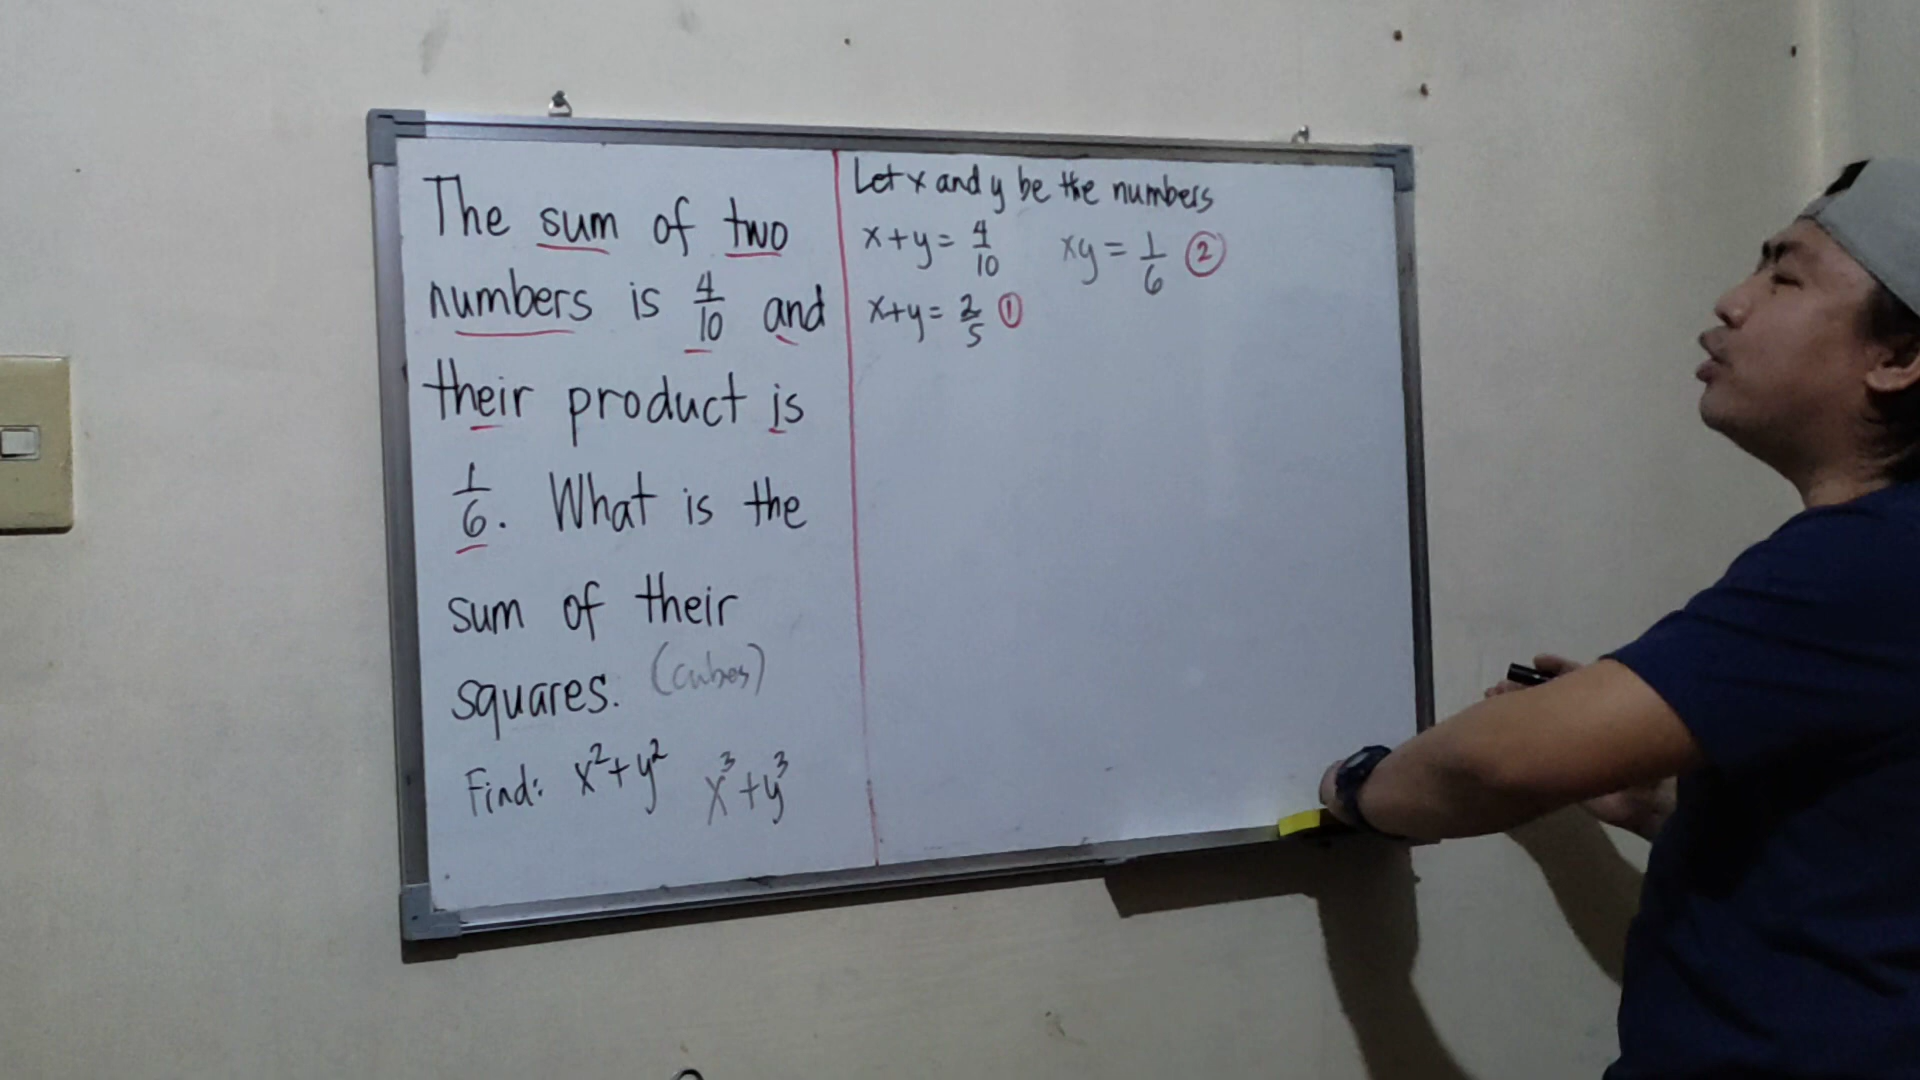 The sum of two
numbers is 4/10 and
their product is
1/6. What is the
sum of their
squares. (cubes)
Find: x²+y² x³+y³
Let x and y be the numbers
x+y = 4/10 xy = 1/6 ②
x+y = 2/5 ①